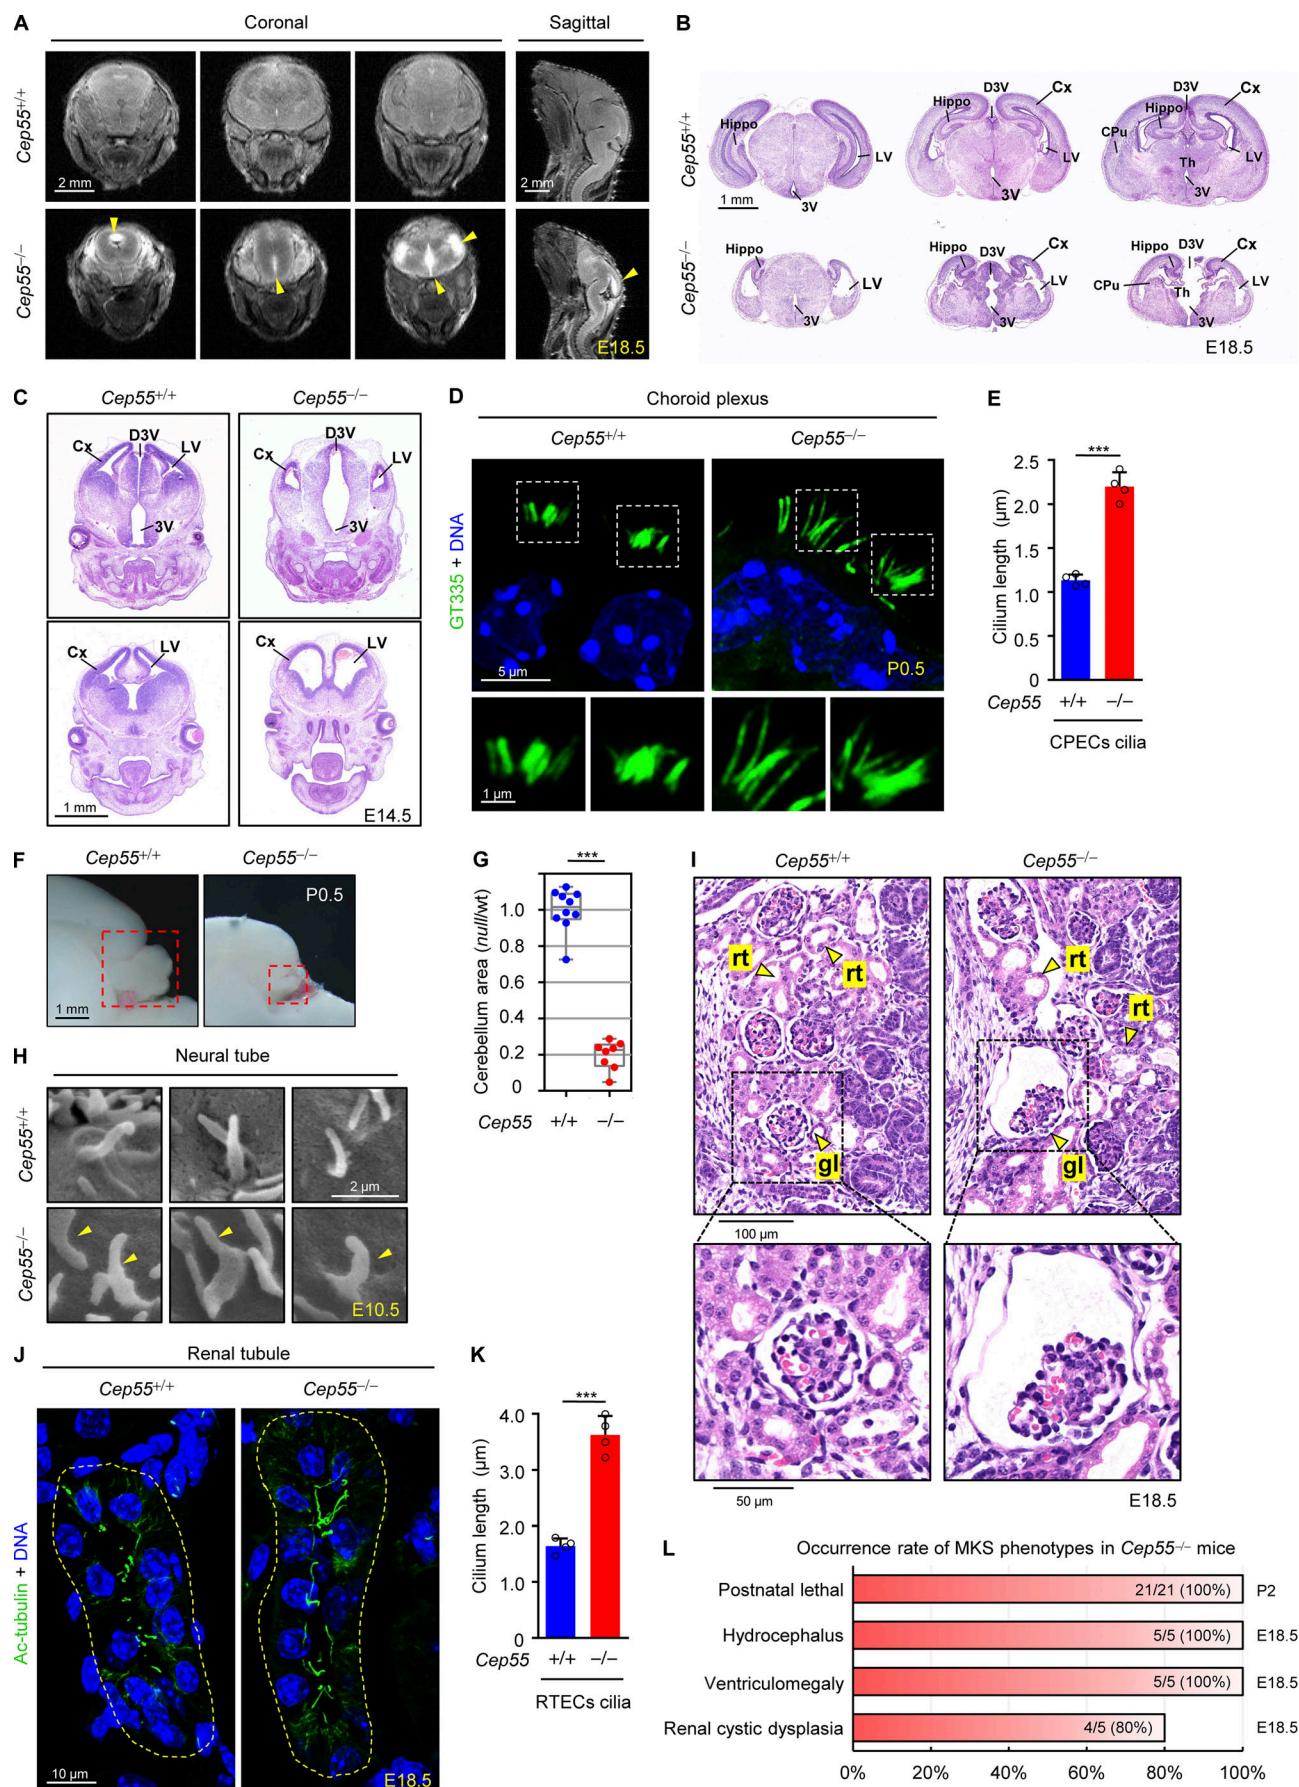 A
Coronal
Sagittal
Cep55+/+
2 mm
2 mm
Cep55−/−
E18.5
B
Cep55+/+
Hippo
LV
3V
1 mm
Hippo
D3V
Cx
LV
3V
CPu
Hippo
D3V
Cx
LV
Th
3V
Cep55−/−
Hippo
LV
3V
Hippo
D3V
Cx
LV
3V
CPu
Hippo
D3V
Cx
LV
Th
3V
E18.5
C
Cep55+/+
Cep55−/−
Cx
D3V
LV
3V
Cx
D3V
LV
3V
Cx
LV
1 mm
Cx
LV
E14.5
D
Choroid plexus
Cep55+/+
Cep55−/−
GT335 + DNA
5 µm
P0.5
1 µm
E
***
Cilium length (µm)
2.5
2.0
1.5
1.0
0.5
0
Cep55 +/+ −/−
CPECs cilia
F
Cep55+/+
Cep55−/−
1 mm
P0.5
G
***
Cerebellum area (null/wt)
1.0
0.8
0.6
0.4
0.2
0
Cep55 +/+ −/−
H
Neural tube
Cep55+/+
2 µm
Cep55−/−
E10.5
I
Cep55+/+
Cep55−/−
rt
rt
gl
rt
rt
gl
100 µm
50 µm
E18.5
J
Renal tubule
Cep55+/+
Cep55−/−
Ac-tubulin + DNA
10 µm
E18.5
K
***
Cilium length (µm)
4.0
3.0
2.0
1.0
0
Cep55 +/+ −/−
RTECs cilia
L
Occurrence rate of MKS phenotypes in Cep55−/− mice
Postnatal lethal 21/21 (100%) P2
Hydrocephalus 5/5 (100%) E18.5
Ventriculomegaly 5/5 (100%) E18.5
Renal cystic dysplasia 4/5 (80%) E18.5
0% 20% 40% 60% 80% 100%